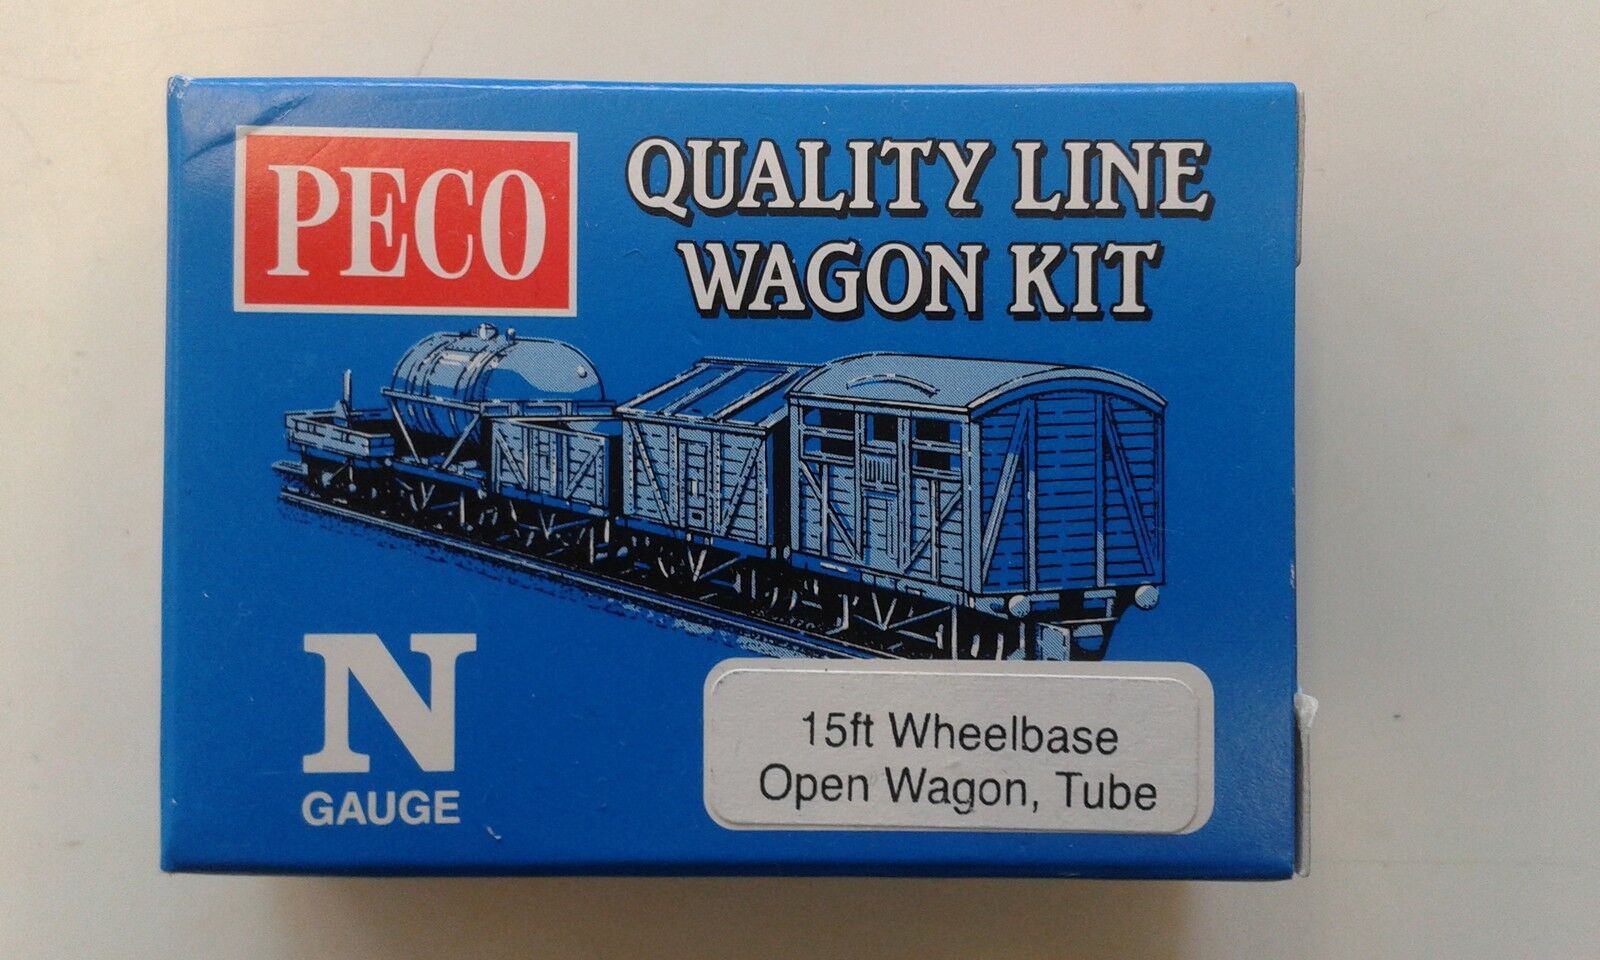 PECO
QUALITY LINE
WAGON KIT
N
GAUGE
15ft Wheelbase
Open Wagon, Tube